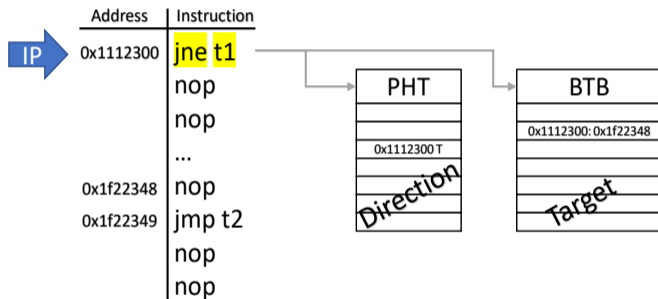 Address Instruction
IP 0x1112300 jne t1
nop PHT BTB
nop 0x1112300: 0x1f22348
... 0x1112300 T
0x1f22348 nop Direction Target
0x1f22349 jmp t2
nop
nop